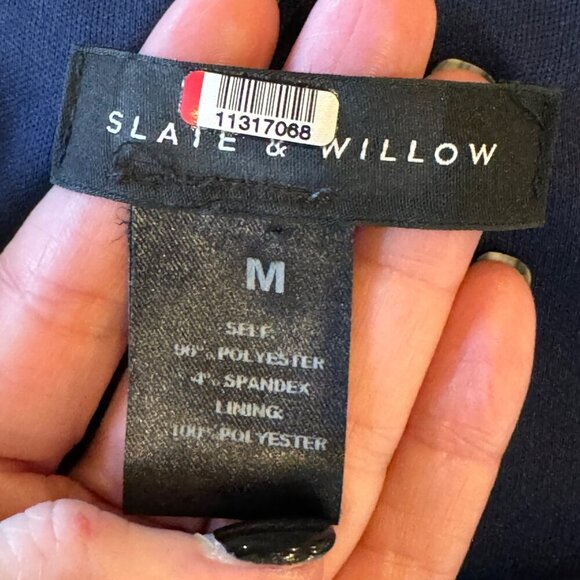 11317068
SLATE & WILLOW
M
SELF:
96% POLYESTER
4% SPANDEX
LINING:
100% POLYESTER